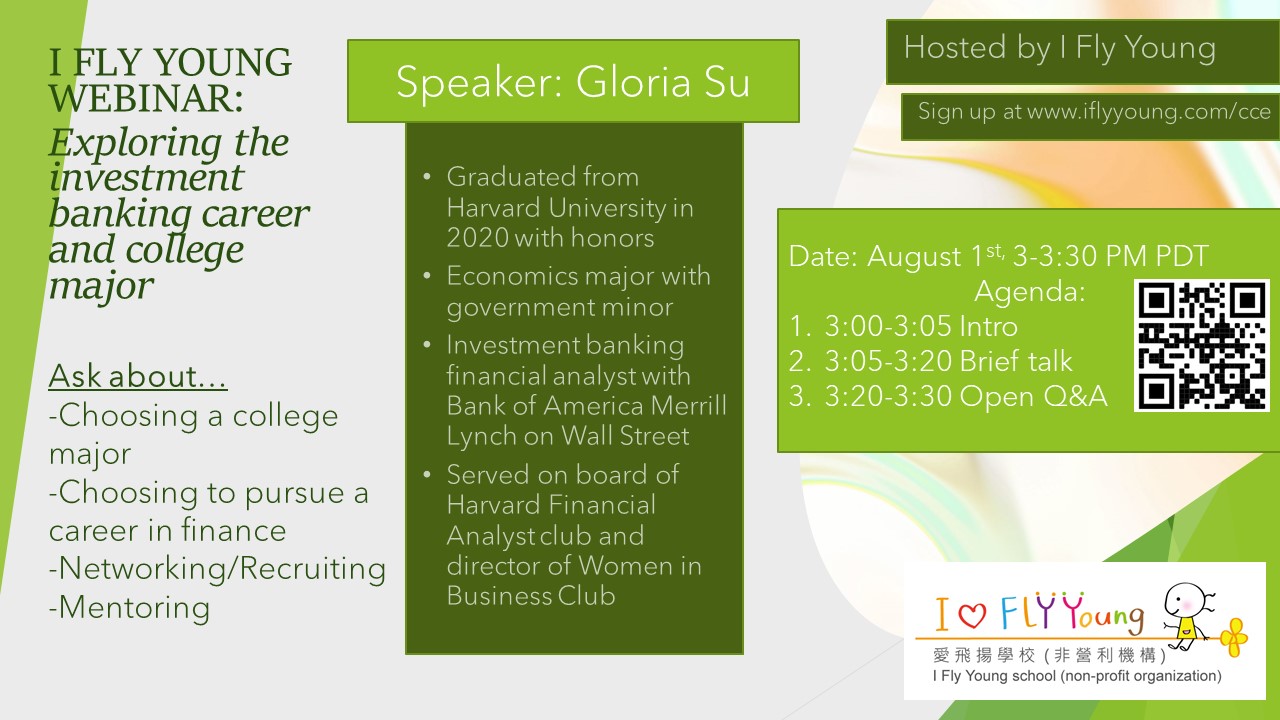 I FLY YOUNG
WEBINAR:
Exploring the
investment
banking career
and college
major
Ask about…
-Choosing a college
major
-Choosing to pursue a
career in finance
-Networking/Recruiting
-Mentoring
Speaker: Gloria Su
• Graduated from
Harvard University in
2020 with honors
• Economics major with
government minor
• Investment banking
financial analyst with
Bank of America Merrill
Lynch on Wall Street
• Served on board of
Harvard Financial
Analyst club and
director of Women in
Business Club
Hosted by I Fly Young
Sign up at www.iflyyoung.com/cce
Date: August 1st, 3-3:30 PM PDT
Agenda:
1. 3:00-3:05 Intro
2. 3:05-3:20 Brief talk
3. 3:20-3:30 Open Q&A
I ♡ FLY Young
愛飛揚學校 (非營利機構)
I Fly Young school (non-profit organization)